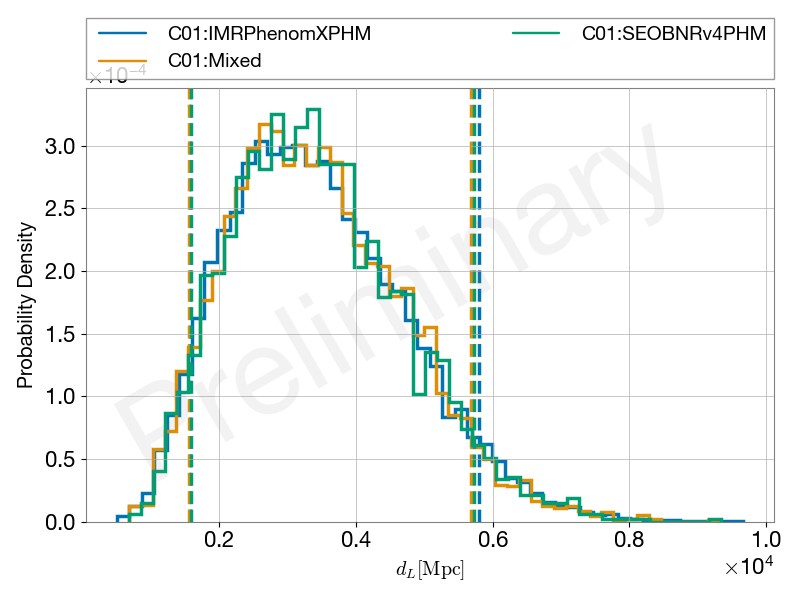 C01:IMRPhenomXPHM C01:SEOBNRv4PHM
C01:Mixed
×10⁻⁴
3.0
2.5
2.0
1.5
1.0
0.5
0.0
Probability Density
Preliminary
0.2 0.4 0.6 0.8 1.0
×10⁴
d_L[Mpc]